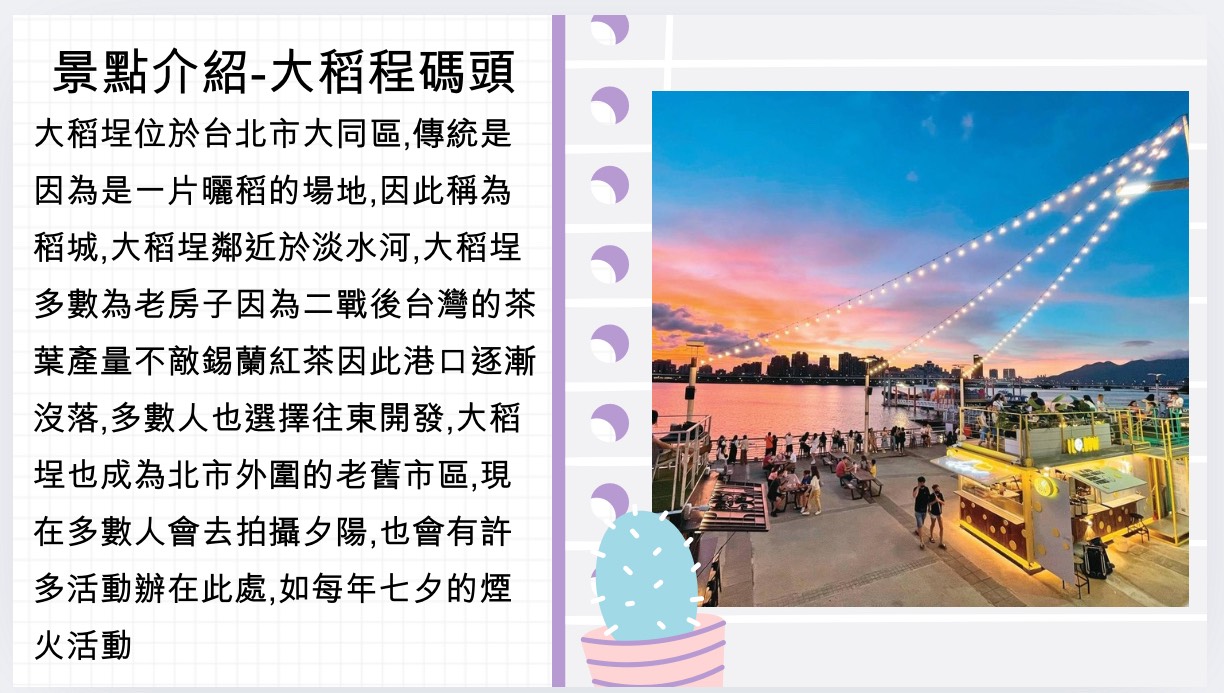 景點介紹-大稻程碼頭
大稻埕位於台北市大同區,傳統是
因為是一片曬稻的場地,因此稱為
稻城,大稻埕鄰近於淡水河,大稻埕
多數為老房子因為二戰後台灣的茶
葉產量不敵錫蘭紅茶因此港口逐漸
沒落,多數人也選擇往東開發,大稻
埕也成為北市外圍的老舊市區,現
在多數人會去拍攝夕陽,也會有許
多活動辦在此處,如每年七夕的煙
火活動